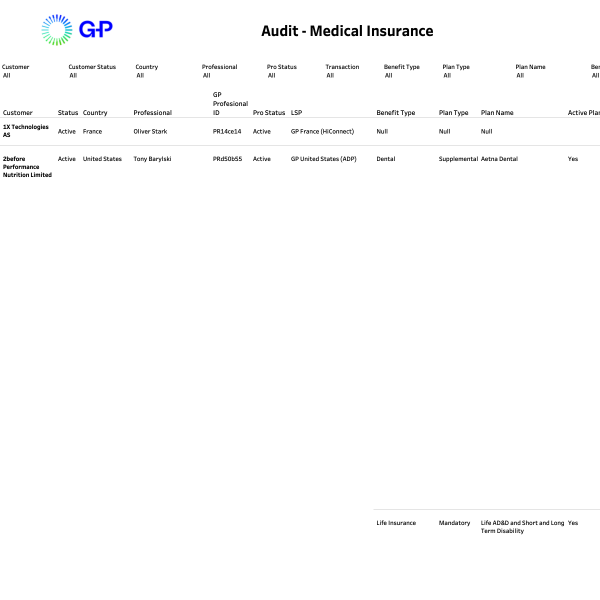 G-P
Audit - Medical Insurance
Customer Customer Status Country Professional Pro Status Transaction Benefit Type Plan Type Plan Name Ber
All All All All All All All All All
GP
Profesional
Customer Status Country Professional ID Pro Status LSP Benefit Type Plan Type Plan Name Active Plan
1X Technologies
AS Active France Oliver Stark PR14ce14 Active GP France (HiConnect) Null Null Null
2before
Performance
Nutrition Limited Active United States Tony Barylski PRd50b55 Active GP United States (ADP) Dental Supplemental Aetna Dental Yes
Life Insurance Mandatory Life AD&D and Short and Long Yes
Term Disability